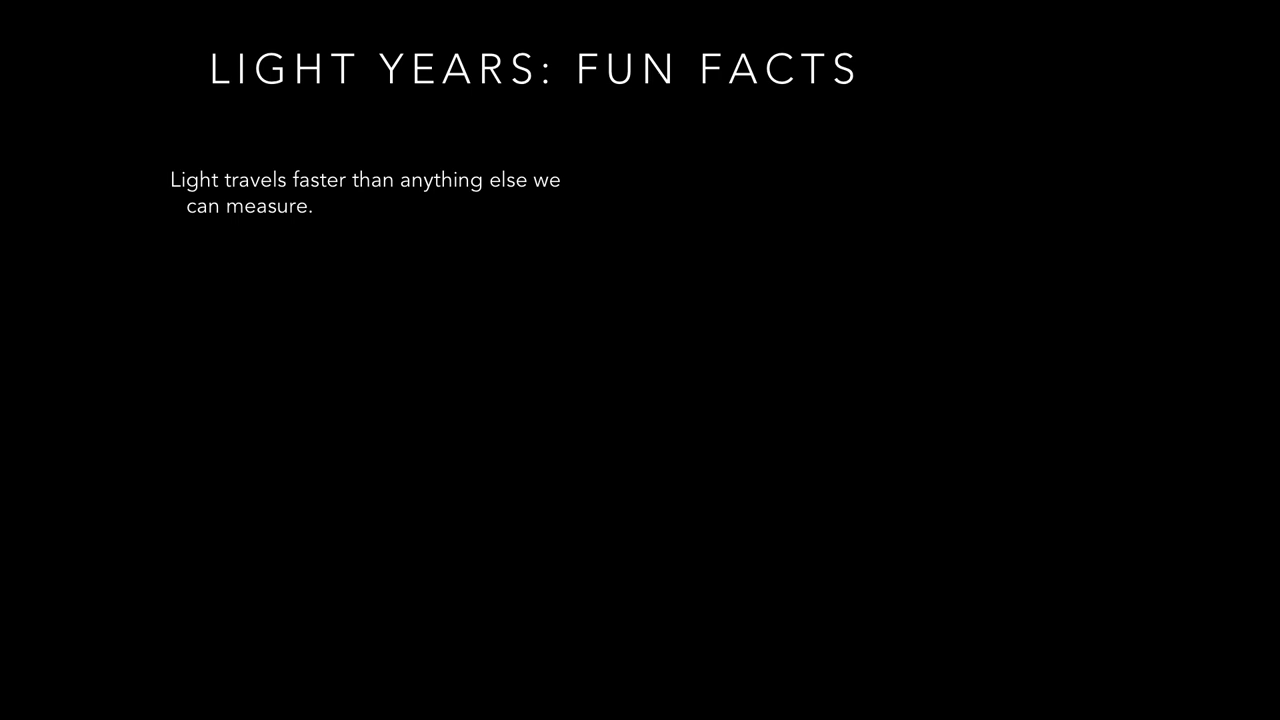 LIGHT YEARS: FUN FACTS
Light travels faster than anything else we
can measure.